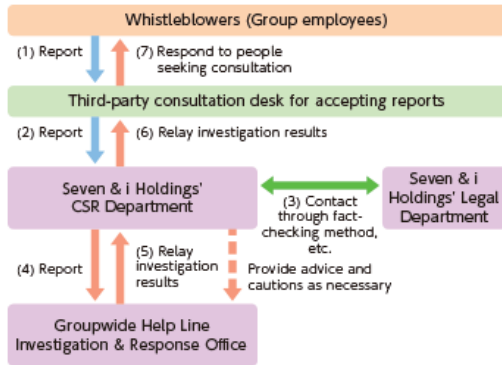 Whistleblowers (Group employees)
(1) Report
(7) Respond to people
seeking consultation
Third-party consultation desk for accepting reports
(2) Report
(6) Relay investigation results
Seven & i Holdings'
CSR Department
(3) Contact
through fact-
checking method,
etc.
Seven & i
Holdings' Legal
Department
(4) Report
(5) Relay
investigation
results
Provide advice and
cautions as necessary
Groupwide Help Line
Investigation & Response Office